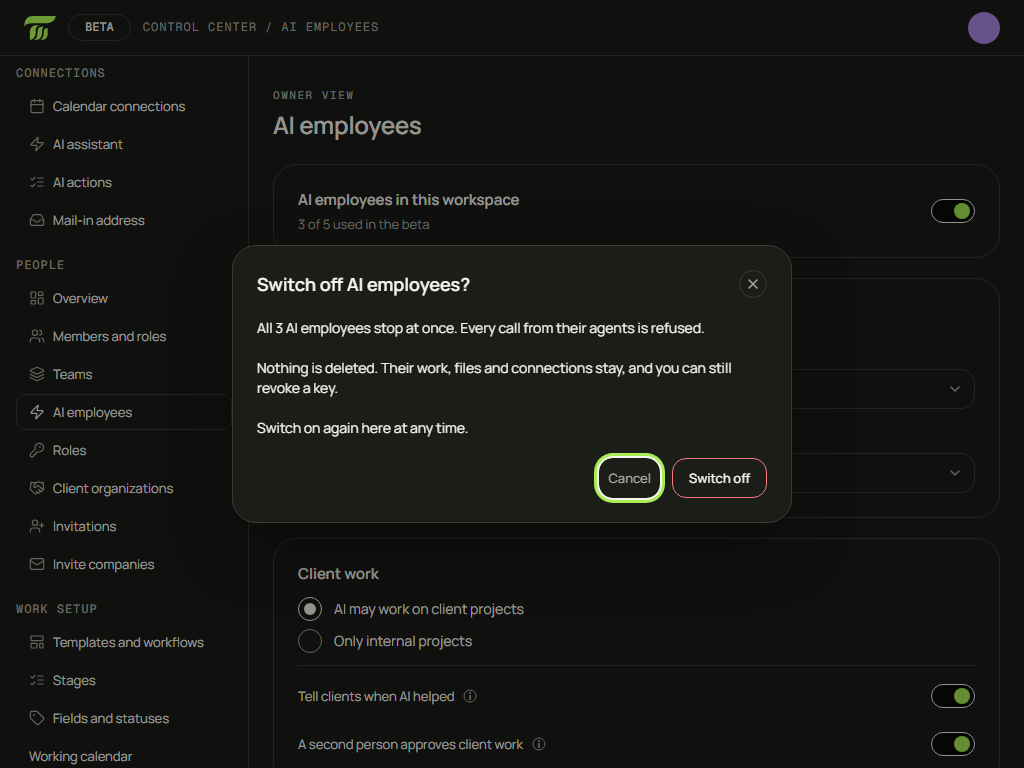 BETA
CONTROL CENTER / AI EMPLOYEES
CONNECTIONS
Calendar connections
AI assistant
AI actions
Mail-in address
PEOPLE
Overview
Members and roles
Teams
AI employees
Roles
Client organizations
Invitations
Invite companies
WORK SETUP
Templates and workflows
Stages
Fields and statuses
Working calendar
OWNER VIEW
AI employees
AI employees in this workspace
3 of 5 used in the beta
Switch off AI employees?
All 3 AI employees stop at once. Every call from their agents is refused.
Nothing is deleted. Their work, files and connections stay, and you can still
revoke a key.
Switch on again here at any time.
Cancel
Switch off
Client work
AI may work on client projects
Only internal projects
Tell clients when AI helped
A second person approves client work